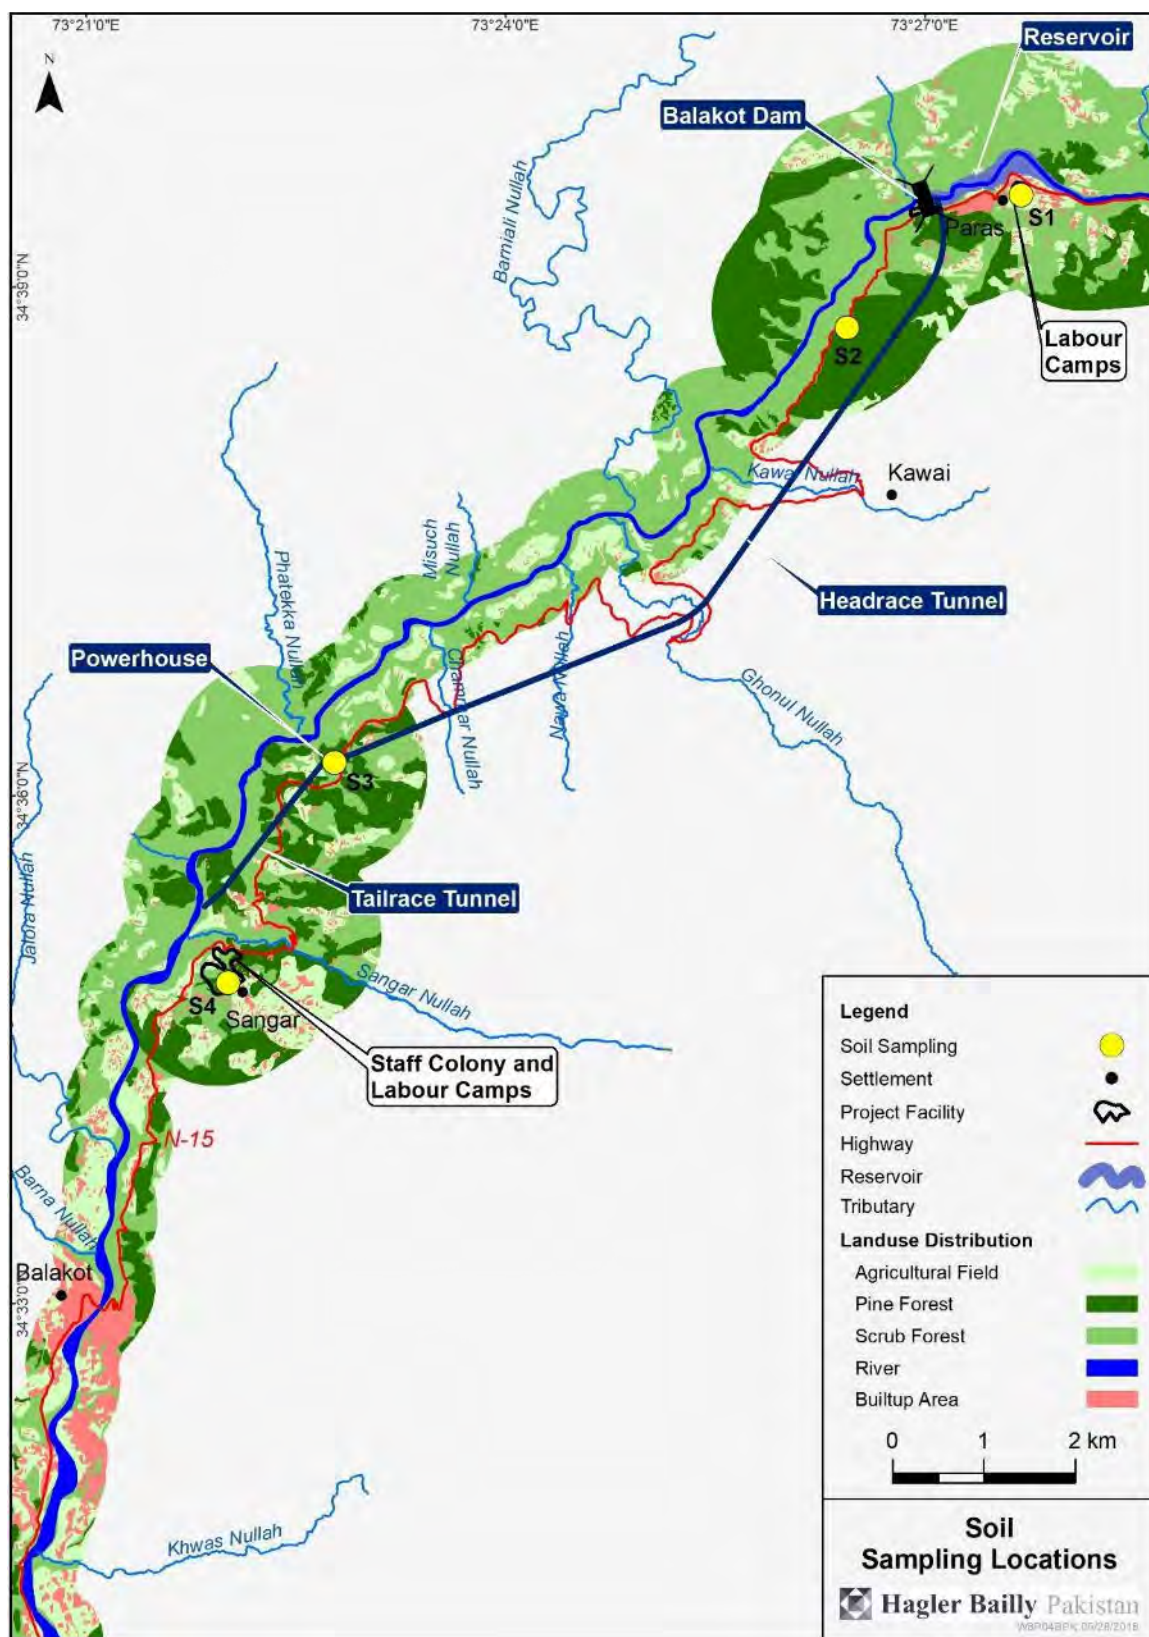 73°21'0"E
73°24'0"E
73°27'0"E
N
Reservoir
Balakot Dam
Barniali Nullah
Paras
S1
34°39'0"N
S2
Labour
Camps
Kawai Nullah
Kawai
Misuch
Nullah
Phatekka Nullah
Headrace Tunnel
Powerhouse
Nawa Nullah
Ghonul Nullah
Nullah
S3
34°36'0"N
Jalora Nullah
Tailrace Tunnel
Sangar Nullah
S4
Sangar
Staff Colony and
Labour Camps
N-15
Barna Nullah
Balakot
34°33'0"N
Khwas Nullah
Legend
Soil Sampling
Settlement
Project Facility
Highway
Reservoir
Tributary
Landuse Distribution
Agricultural Field
Pine Forest
Scrub Forest
River
Builtup Area
0 1 2 km
Soil
Sampling Locations
Hagler Bailly Pakistan